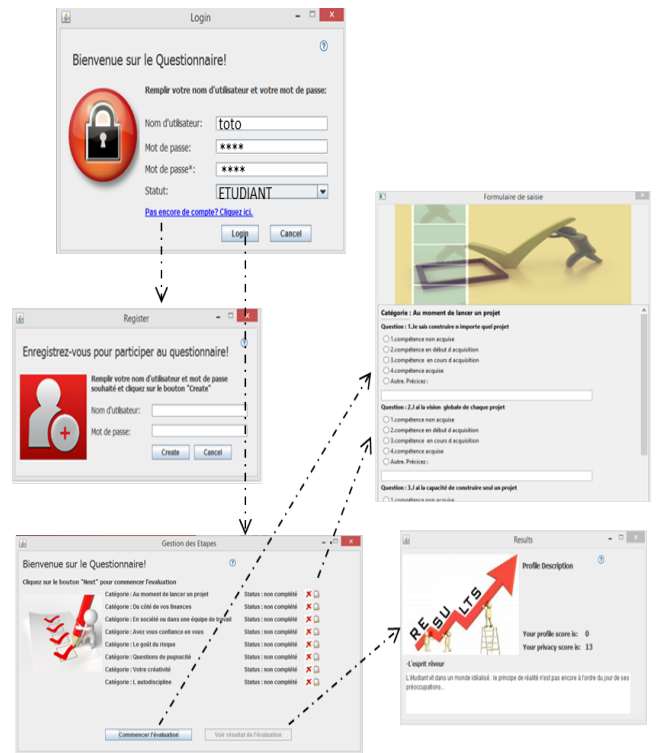 Login
Bienvenue sur le Questionnaire!
Remplir votre nom d'utilisateur et votre mot de passe:
Nom d'utilsateur:
toto
Mot de passe:
****
Mot de passe*:
****
Statut:
ETUDIANT
Pas encore de compte? Cliquez ici.
Login
Cancel
Register
Enregistrez-vous pour participer au questionnaire!
Remplir votre nom d'utilisateur et mot de passe
souhaité et cliquez sur le bouton "Create"
Nom d'utilsateur:
Mot de passe:
Create
Cancel
Formulaire de saisie
Catégorie : Au moment de lancer un projet
Question : 1.Je sais construire n importe quel projet
1.compétence non acquise
2.compétence en début d acquisition
3.compétence en cours d acquisition
4.compétence acquise
Autre. Précicez :
Question : 2.J ai la vision globale de chaque projet
1.compétence non acquise
2.compétence en début d acquisition
3.compétence en cours d acquisition
4.compétence acquise
Autre. Précicez :
Question : 3.J ai la capacité de construire seul un projet
1.compétence non acquise
Gestion des Etapes
Bienvenue sur le Questionnaire!
Cliquez sur le bouton "Next" pour commencer l'evaluation
Catégorie : Au moment de lancer un projet Status : non complété
Catégorie : De côté de vos finances Status : non complété
Catégorie : En société ou dans une équipe de travail Status : non complété
Catégorie : Avez vous confiance en vous Status : non complété
Catégorie : Le goût du risque Status : non complété
Catégorie : Questions de pugnacité Status : non complété
Catégorie : Votre créativité Status : non complété
Catégorie : L autodiscipline Status : non complété
Commencer l'évaluation
Voir résultat de l'évaluation
Results
RESULTS
Profile Description
Your profile score is: 0
Your privacy score is: 13
-L'esprit rêveur
L'étudiant et dans un monde idéalisé : le principe de réalité n'est pas encore à l'ordre du jour de ses
préoccupations...